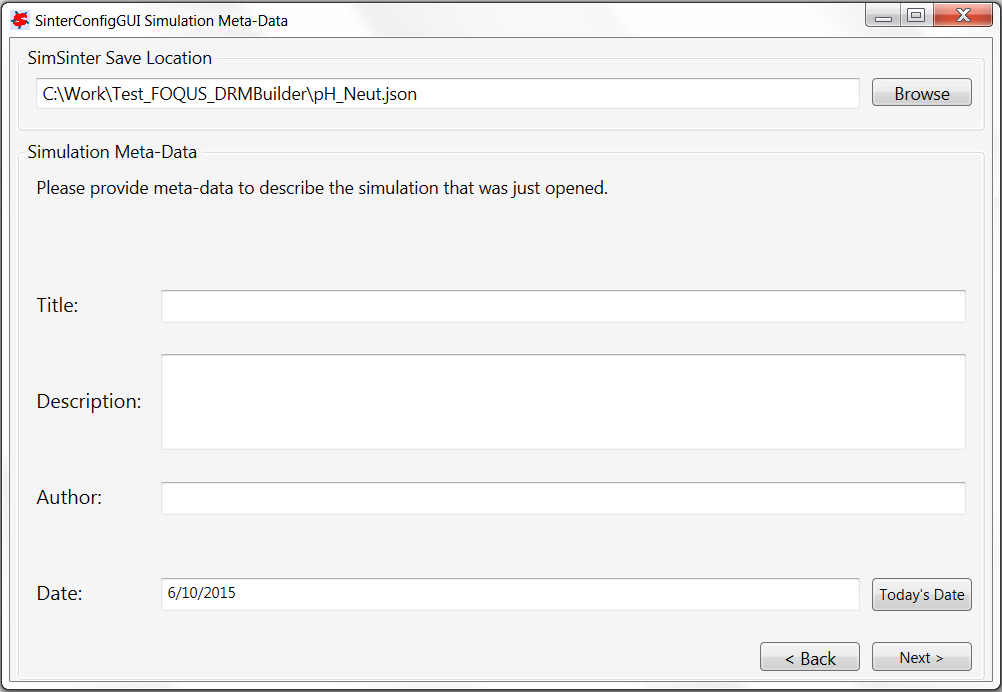 SinterConfigGUI Simulation Meta-Data
SimSinter Save Location
C:\Work\Test_FOQUS_DRMBuilder\pH_Neut.json
Browse
Simulation Meta-Data
Please provide meta-data to describe the simulation that was just opened.
Title:
Description:
Author:
Date:
6/10/2015
Today's Date
< Back
Next >